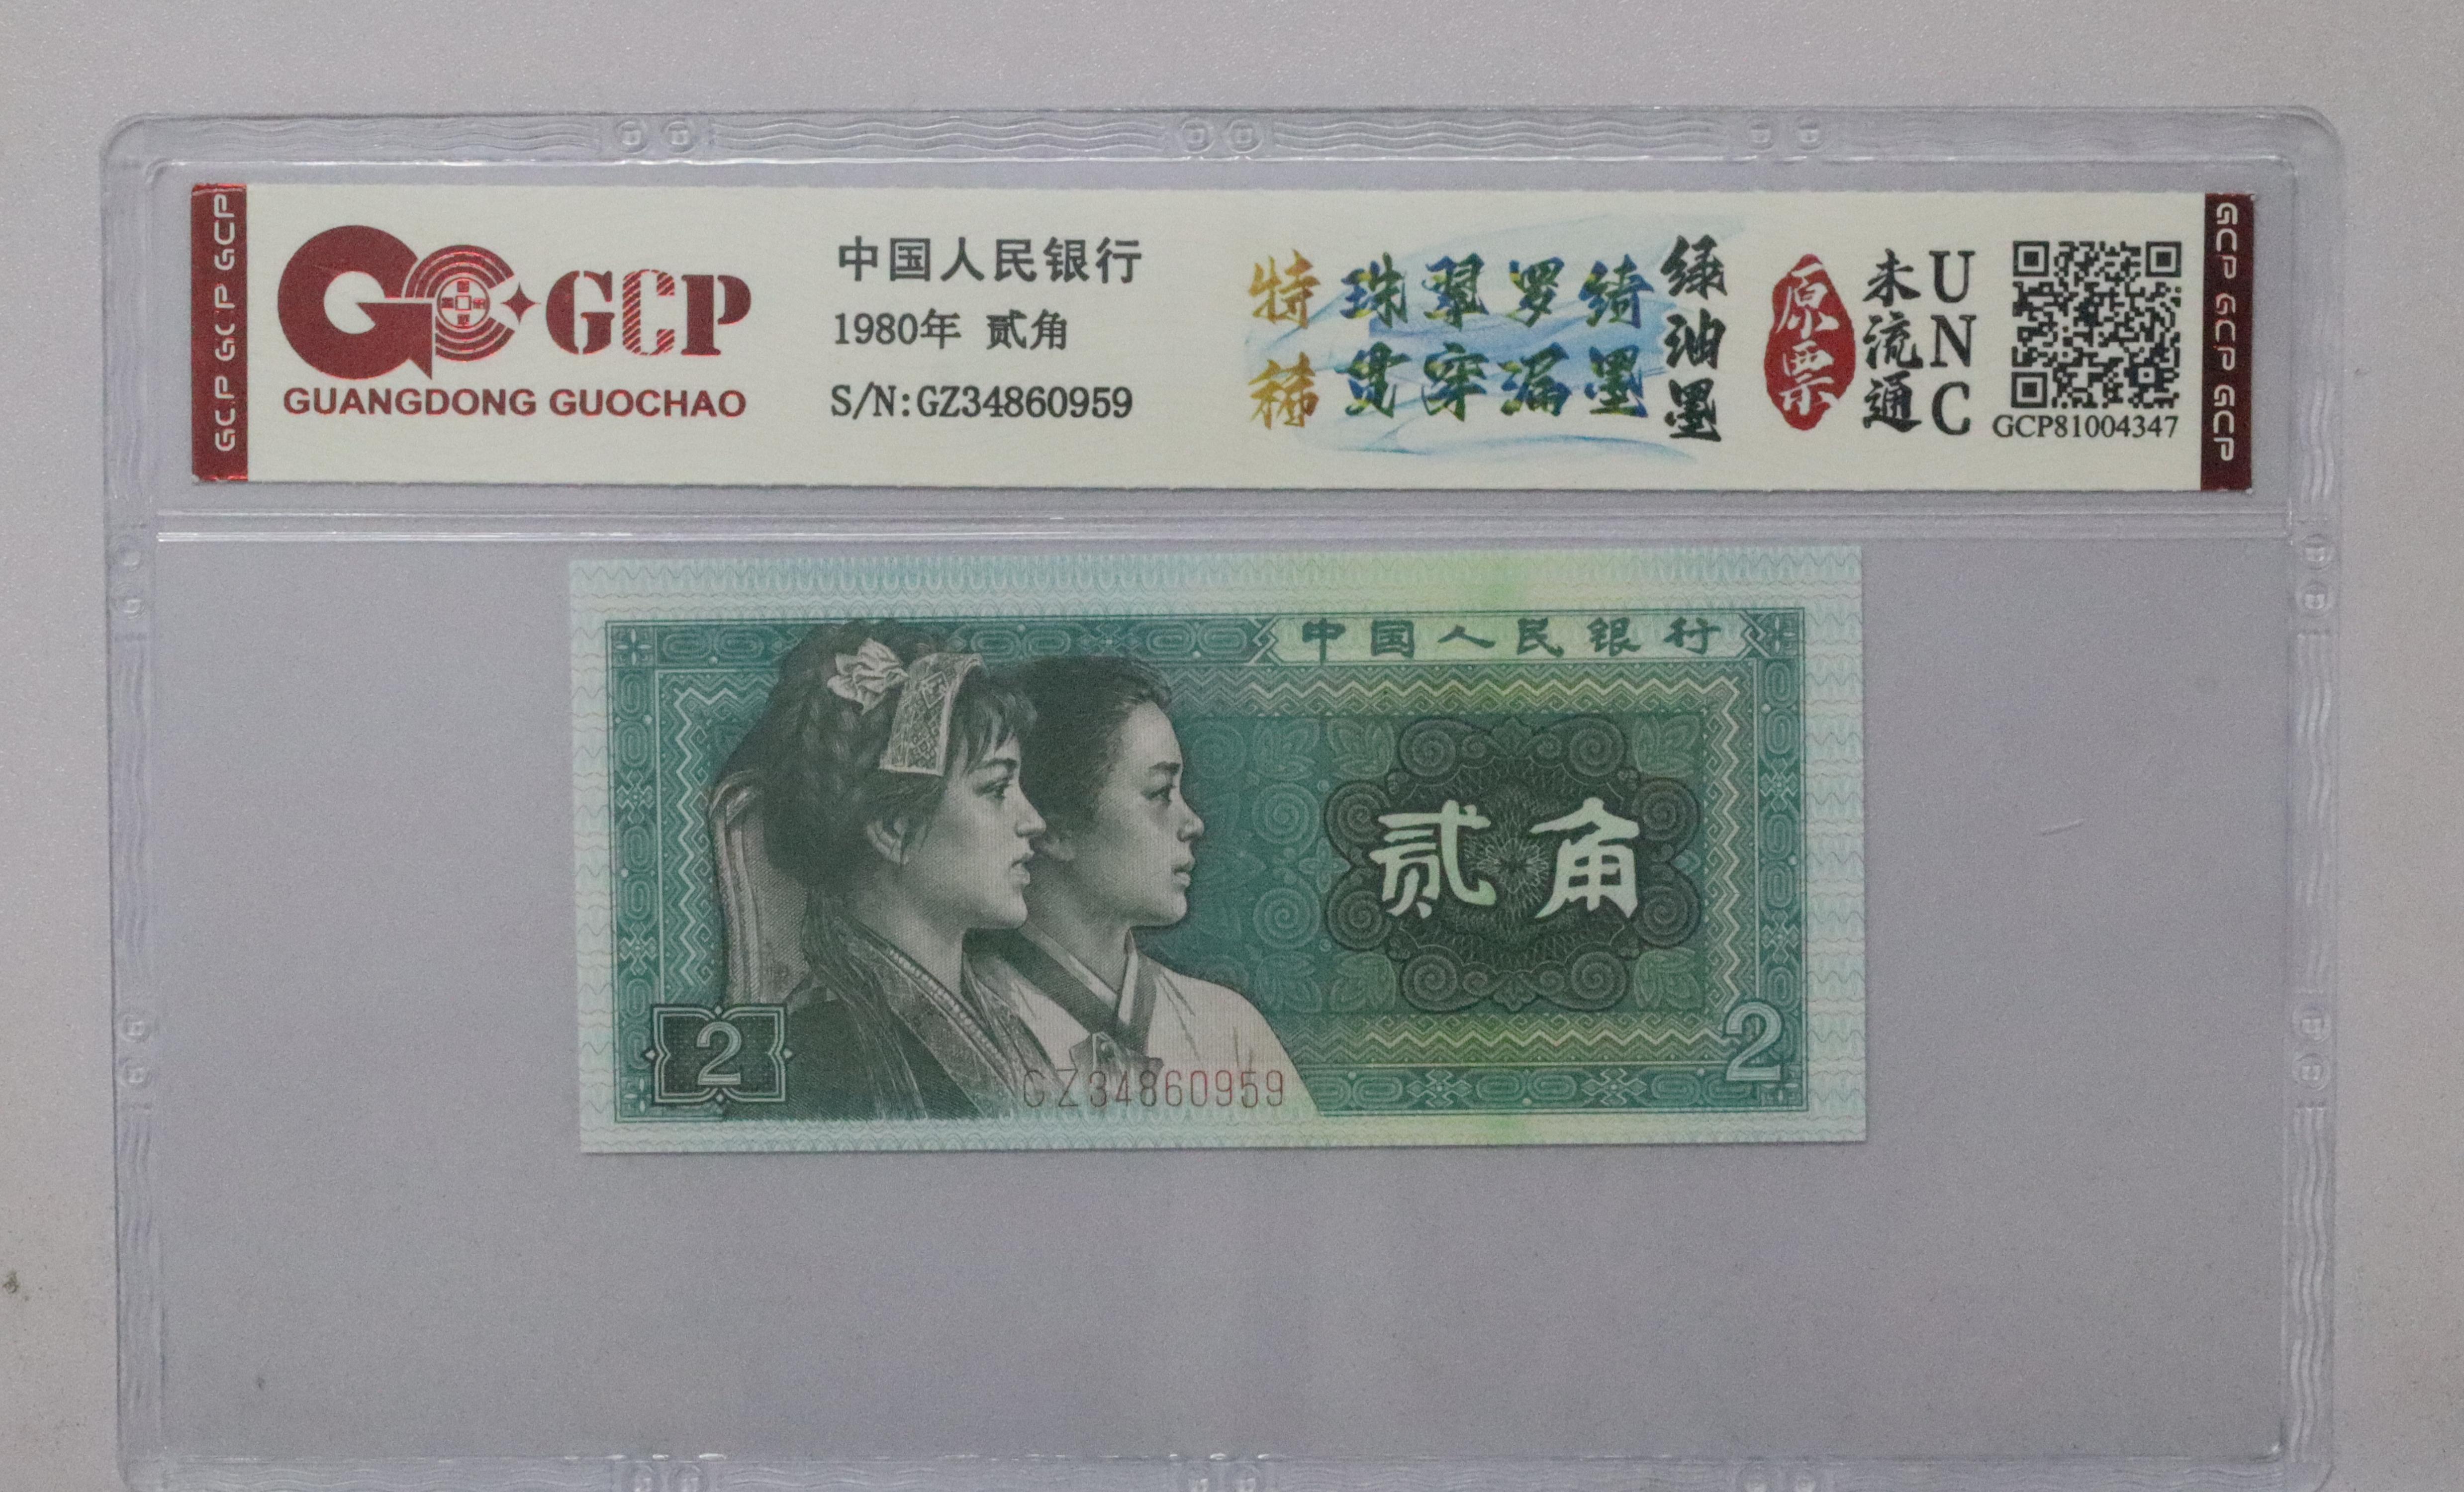 GCP GCP GCP
GCP
GUANGDONG GUOCHAO
中国人民银行
1980年 贰角
S/N:GZ34860959
特稀
珠翠罗绮
贯穿漏墨
绿油墨
原票
未流通
UNC
GCP81004347
GCP GCP GCP
中国人民银行
贰角
2
2
GZ34860959